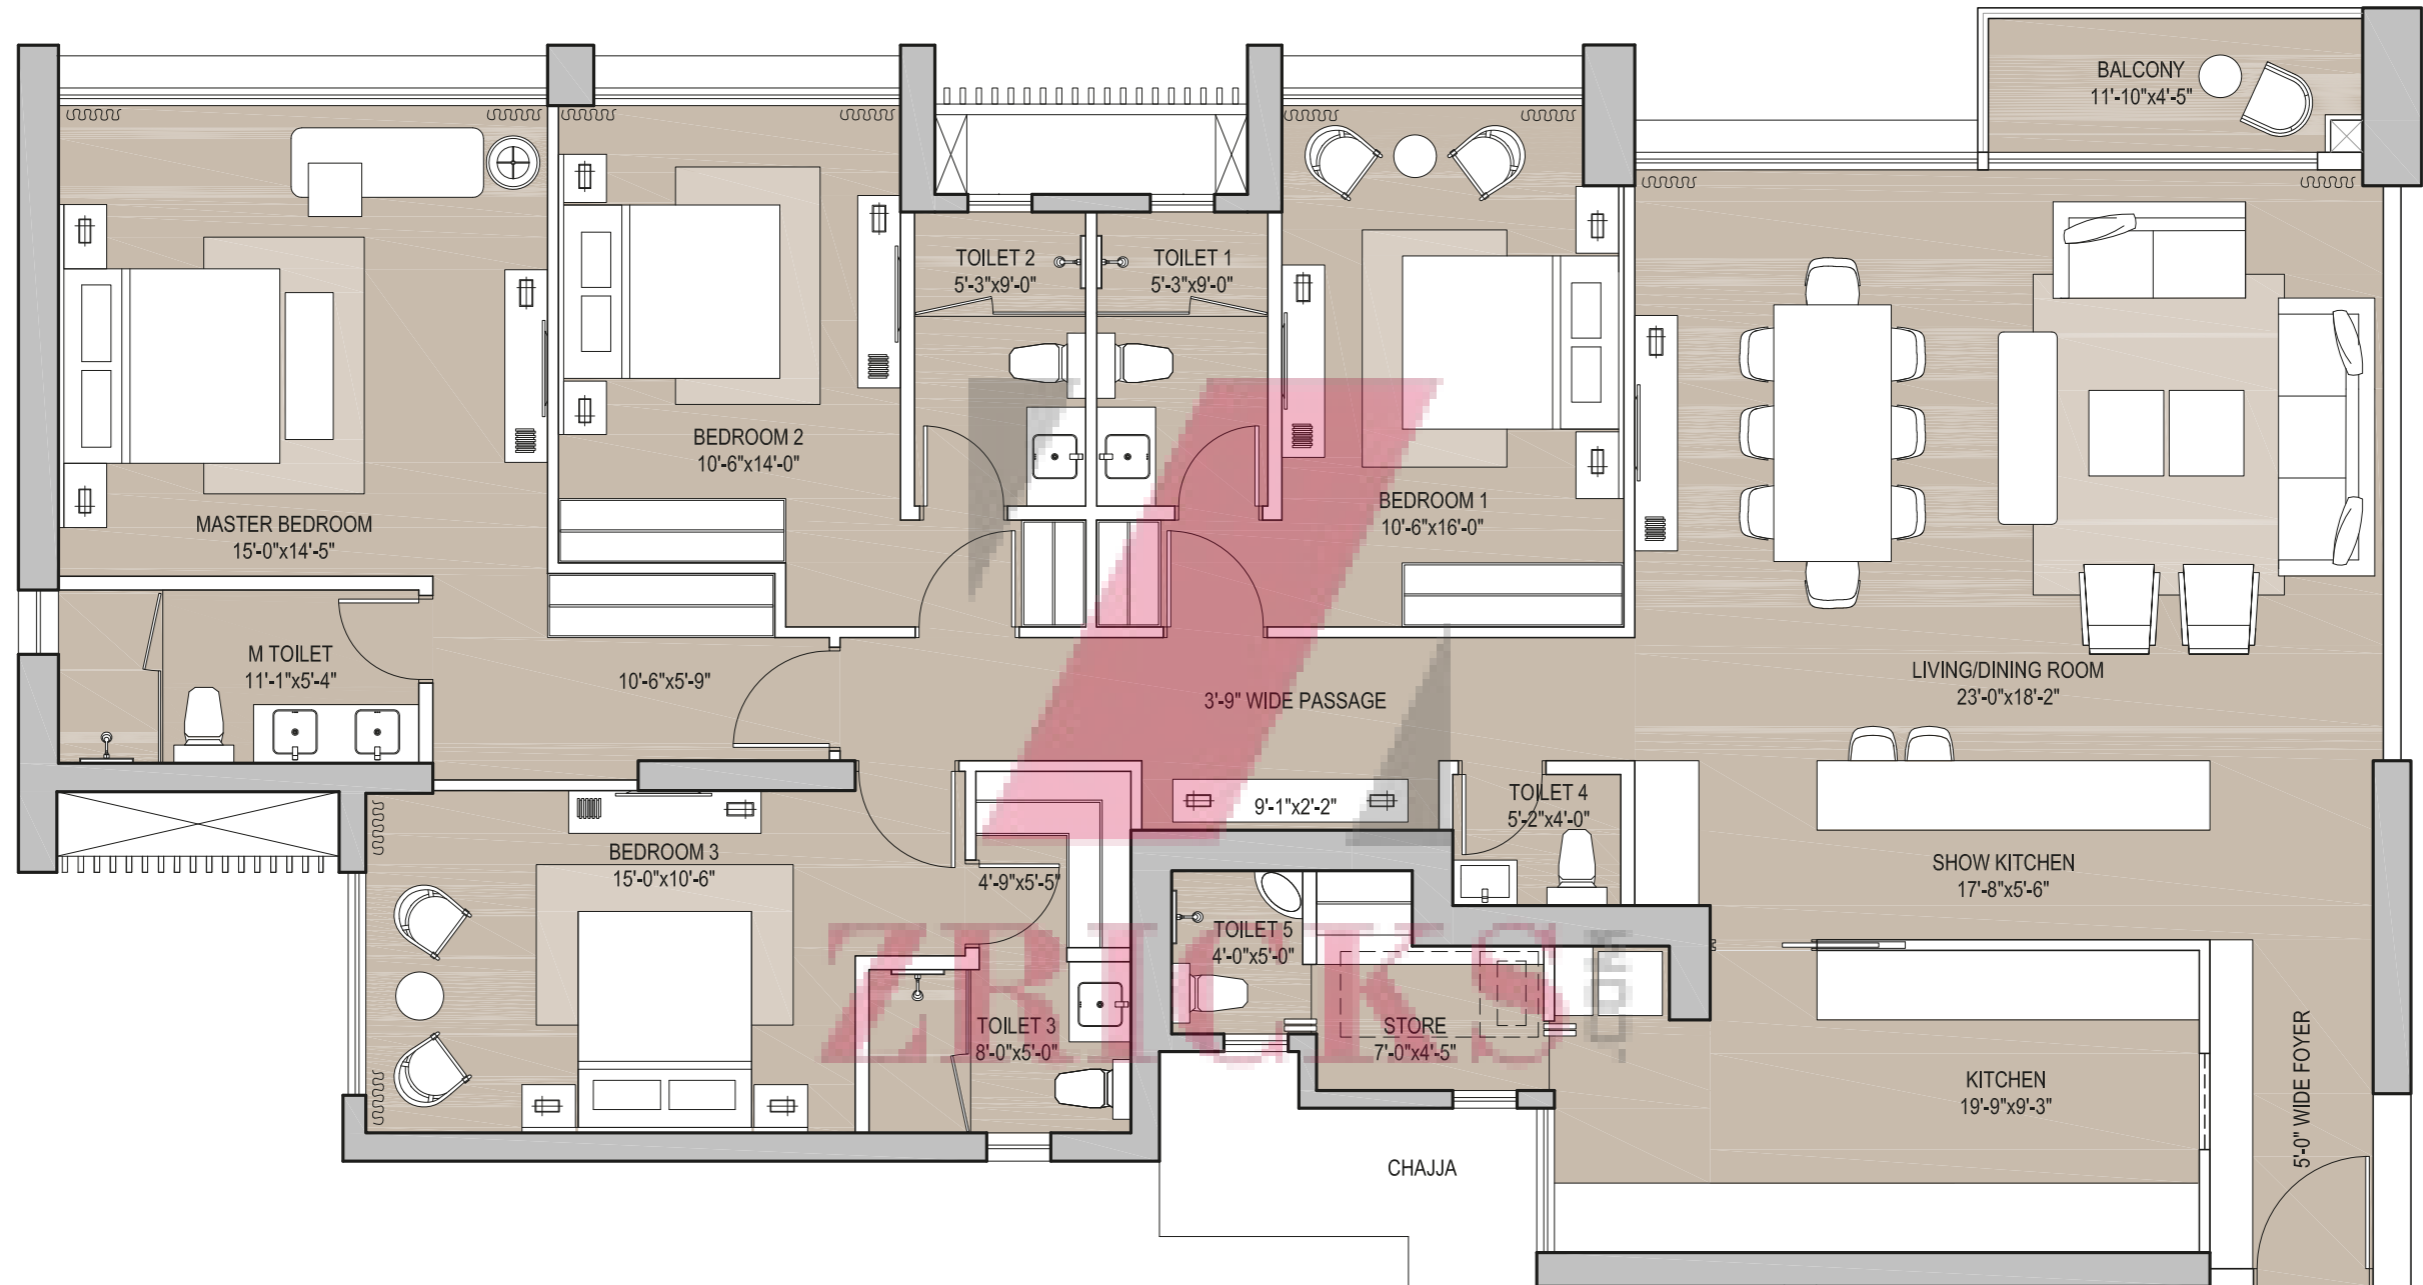 BALCONY
11'-10"x4'-5"
TOILET 2
5'-3"x9'-0"
TOILET 1
5'-3"x9'-0"
BEDROOM 2
10'-6"x14'-0"
BEDROOM 1
10'-6"x16'-0"
MASTER BEDROOM
15'-0"x14'-5"
M TOILET
11'-1"x5'-4"
10'-6"x5'-9"
3'-9" WIDE PASSAGE
LIVING/DINING ROOM
23'-0"x18'-2"
9'-1"x2'-2"
TOILET 4
5'-2"x4'-0"
BEDROOM 3
15'-0"x10'-6"
4'-9"x5'-5"
SHOW KITCHEN
17'-8"x5'-6"
TOILET 5
4'-0"x5'-0"
ZRICKS
.COM
TOILET 3
8'-0"x5'-0"
STORE
7'-0"x4'-5"
KITCHEN
19'-9"x9'-3"
5'-0" WIDE FOYER
CHAJJA